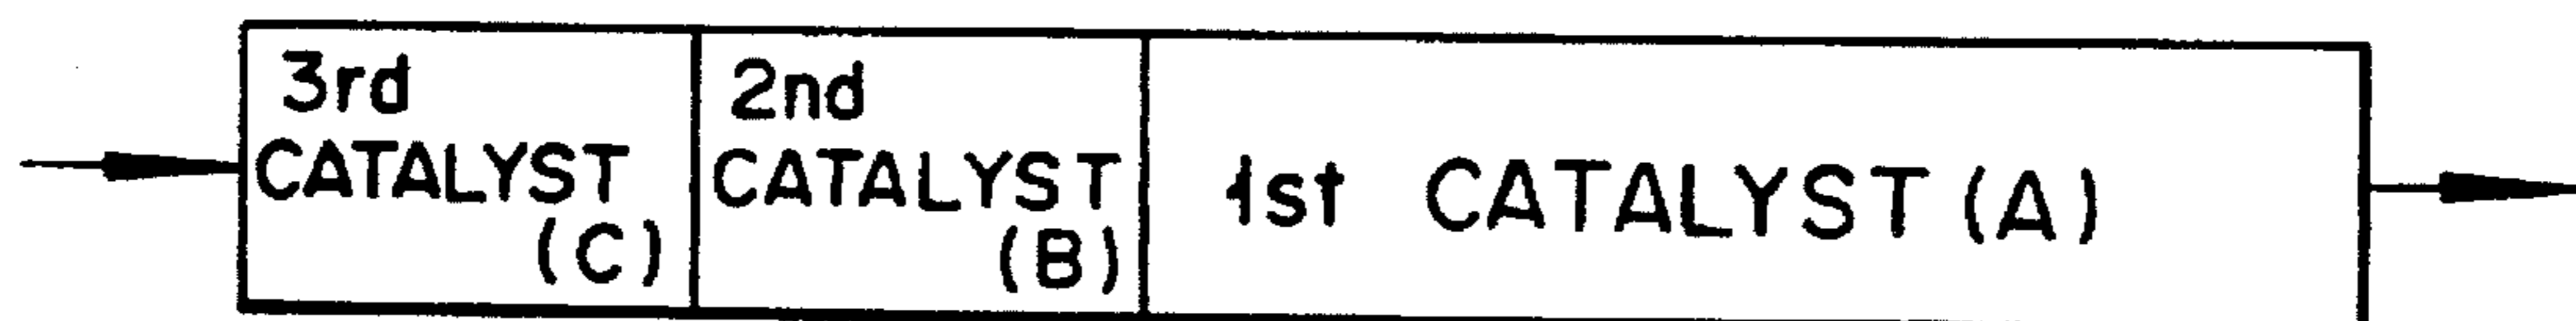 3rd
CATALYST
(C)
2nd
CATALYST
(B)
1st CATALYST (A)